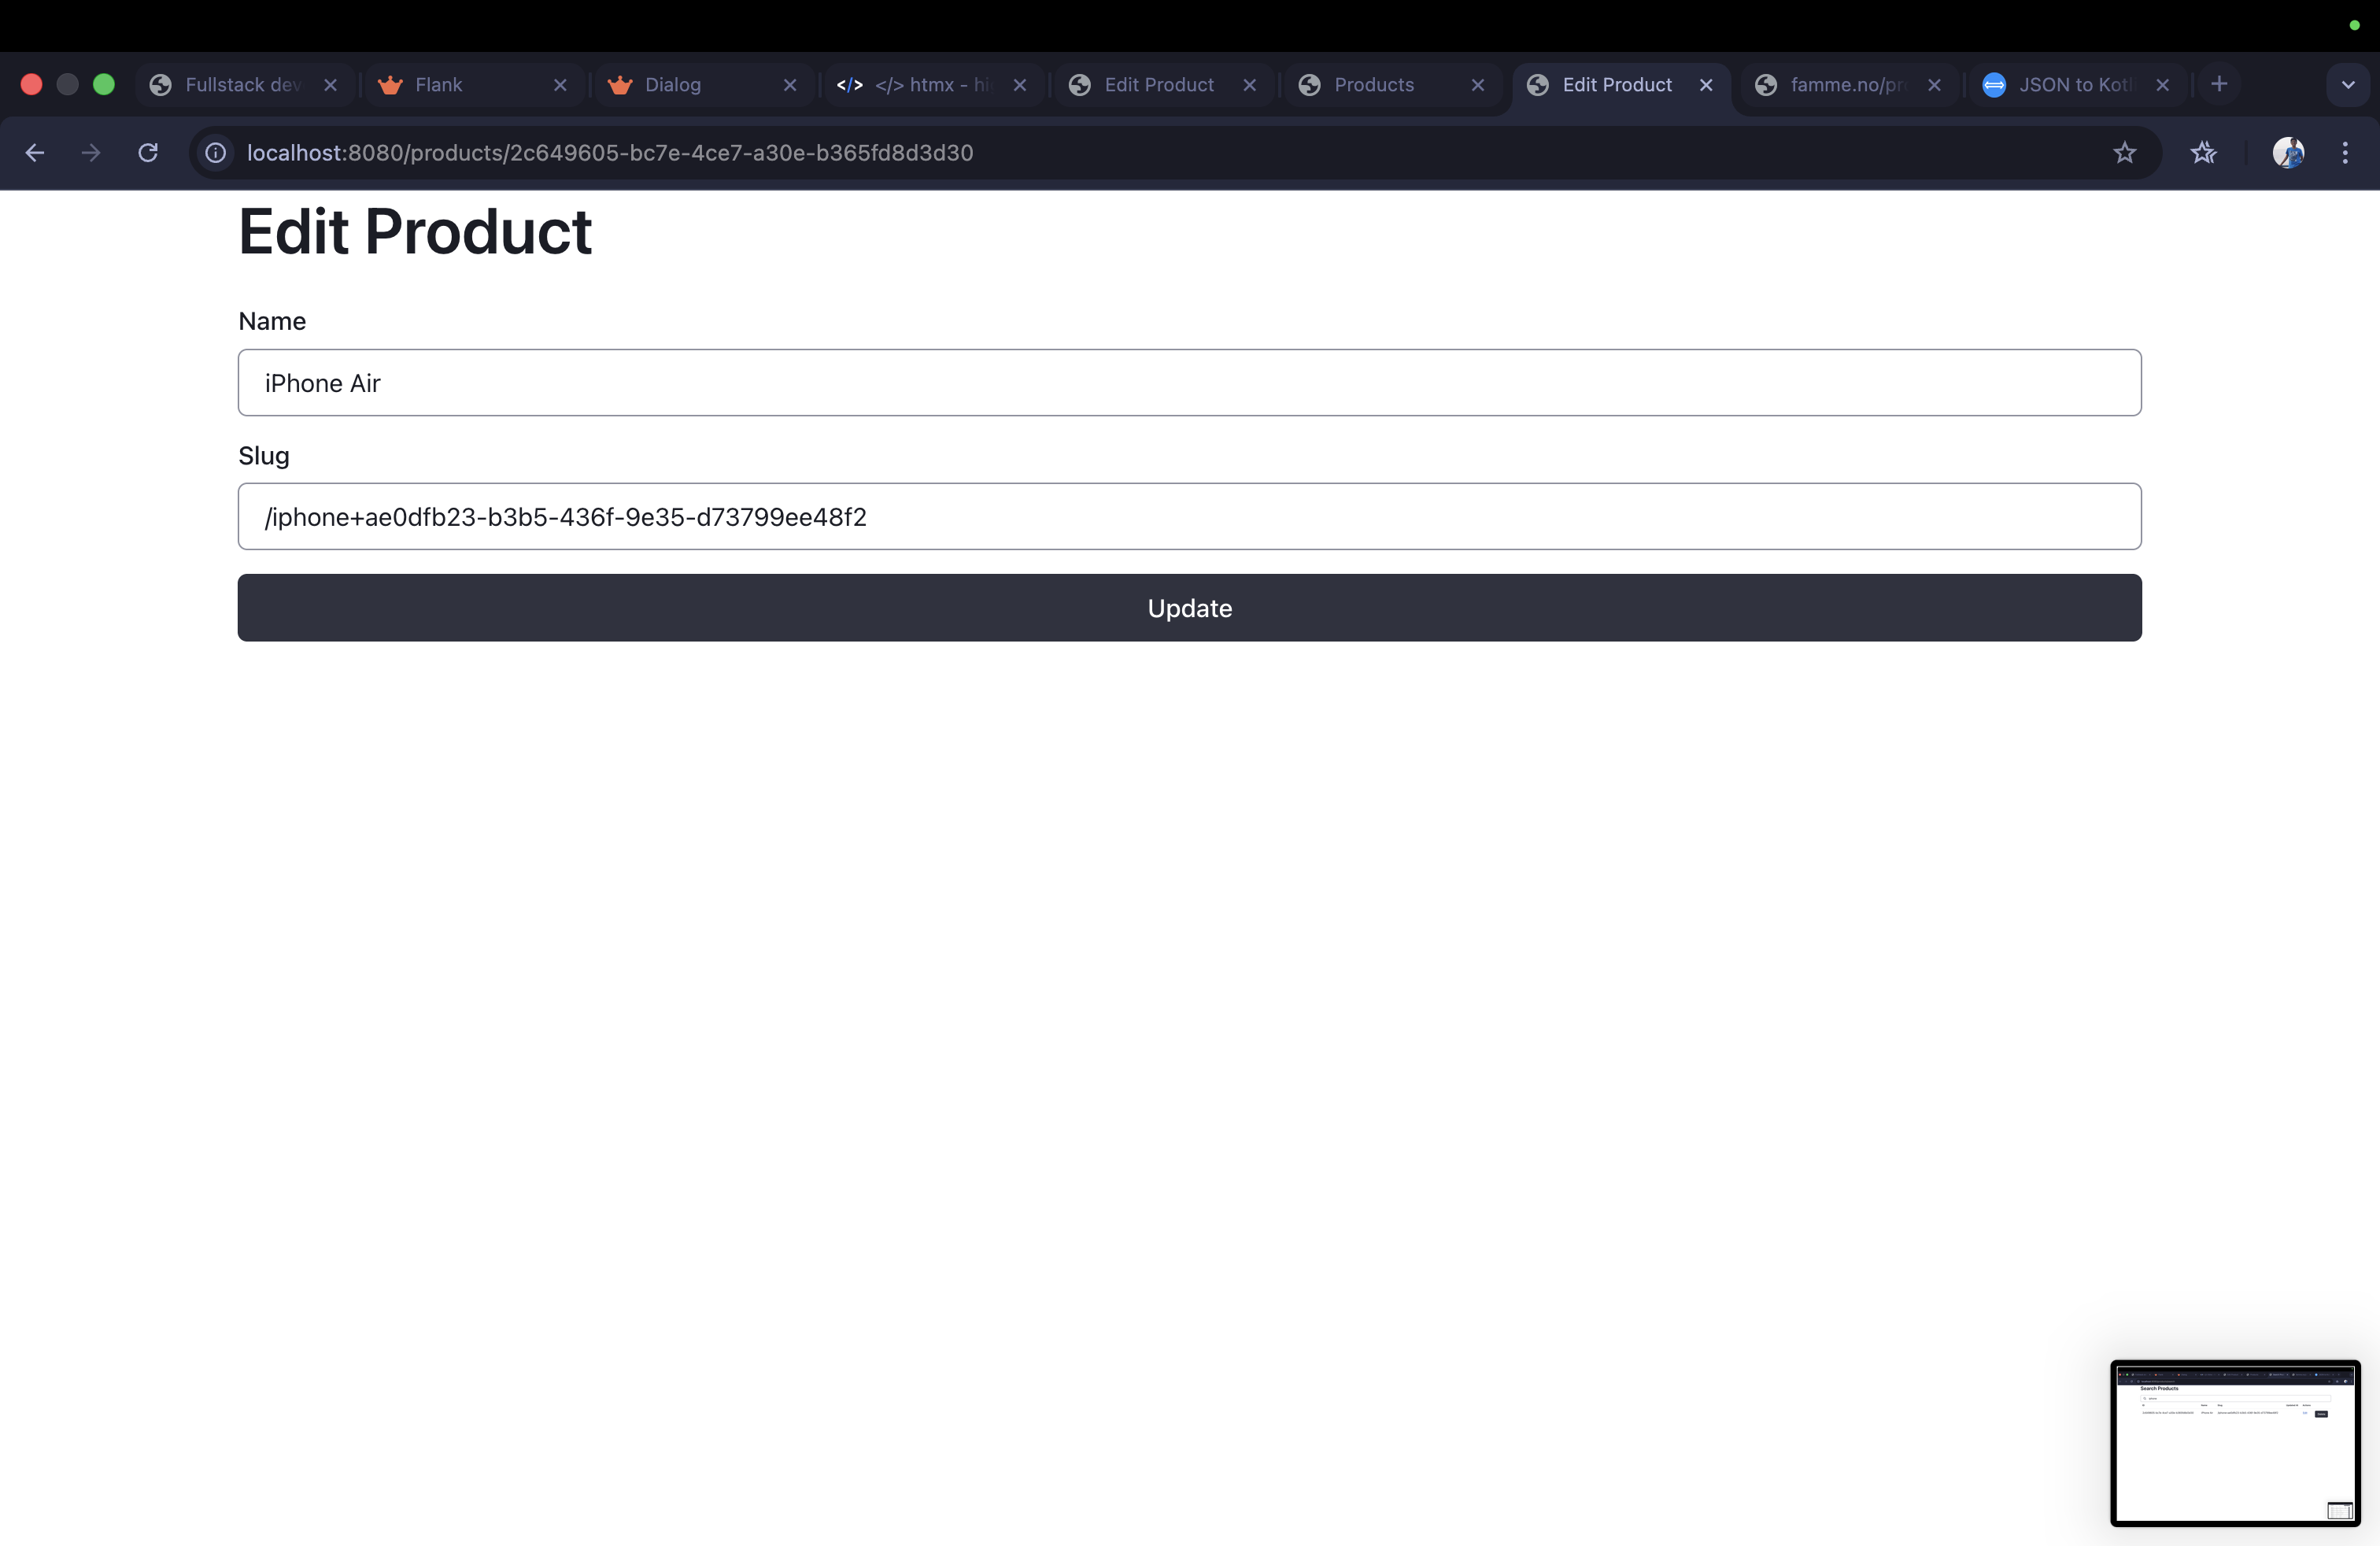 Fullstack dev
Flank
Dialog
</> htmx - hi
Edit Product
Products
Edit Product
famme.no/pr
JSON to Kotl
localhost:8080/products/2c649605-bc7e-4ce7-a30e-b365fd8d3d30
Edit Product
Name
iPhone Air
Slug
/iphone+ae0dfb23-b3b5-436f-9e35-d73799ee48f2
Update
Search Products